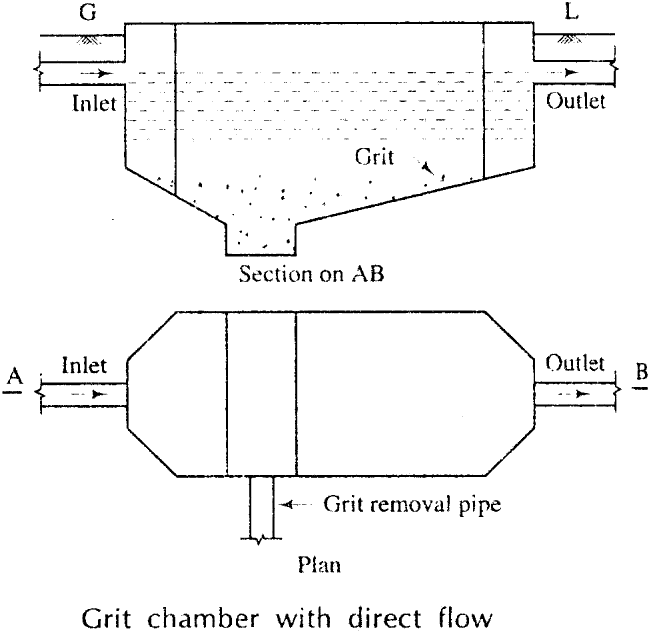 G L
Inlet Outlet
Grit
Section on AB
A Inlet Outlet B
Grit removal pipe
Plan
Grit chamber with direct flow